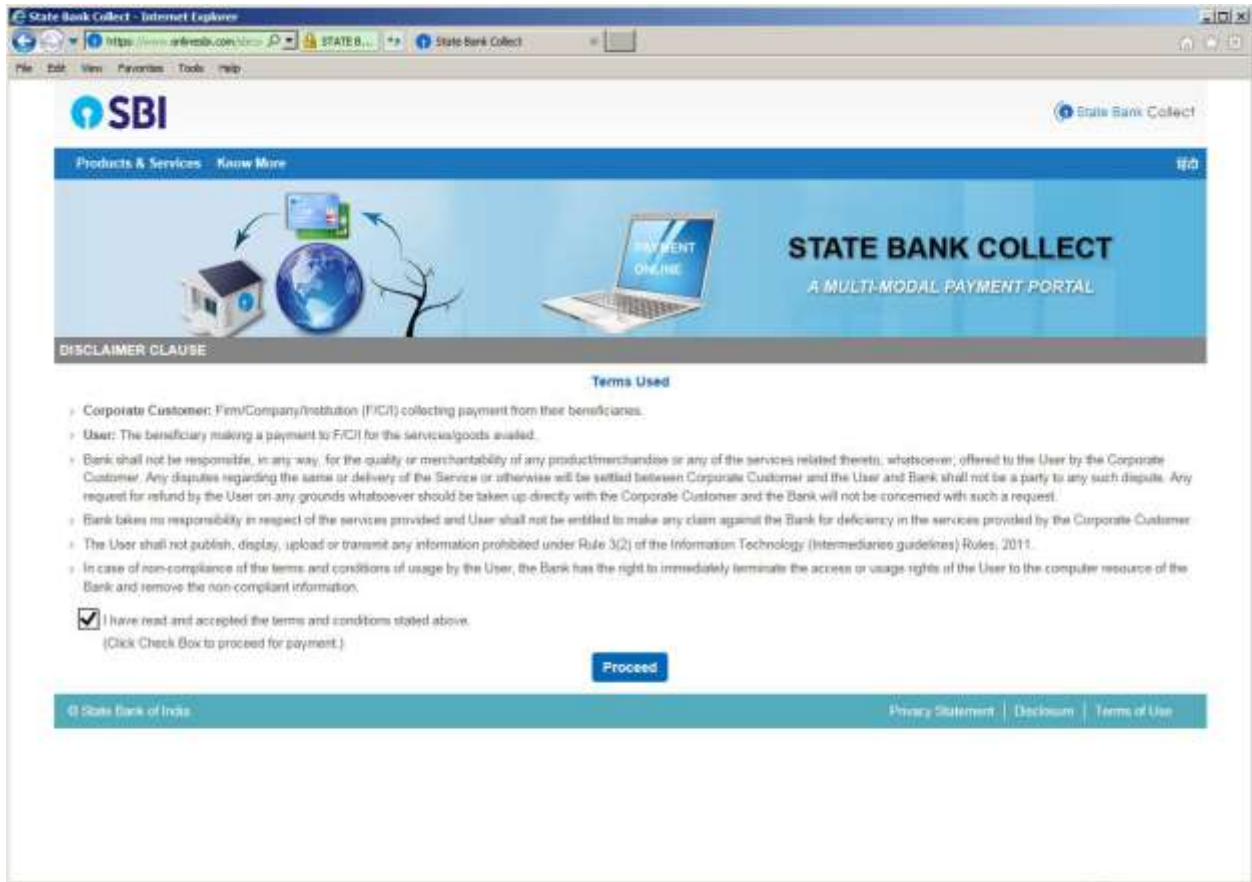 State Bank Collect - Internet Explorer
STATE B... State Bank Collect
File Edit View Favorites Tools Help
SBI
State Bank Collect
Products & Services Know More हिंदी
PAYMENT
ONLINE
STATE BANK COLLECT
A MULTI-MODAL PAYMENT PORTAL
DISCLAIMER CLAUSE
Terms Used
Corporate Customer: Firm/Company/Institution (F/C/I) collecting payment from their beneficiaries.
User: The beneficiary making a payment to F/C/I for the services/goods availed.
Bank shall not be responsible, in any way, for the quality or merchantability of any product/merchandise or any of the services related thereto, whatsoever, offered to the User by the Corporate
Customer. Any disputes regarding the same or delivery of the Service or otherwise will be settled between Corporate Customer and the User and Bank shall not be a party to any such dispute. Any
request for refund by the User on any grounds whatsoever should be taken up directly with the Corporate Customer and the Bank will not be concerned with such a request.
Bank takes no responsibility in respect of the services provided and User shall not be entitled to make any claim against the Bank for deficiency in the services provided by the Corporate Customer
The User shall not publish, display, upload or transmit any information prohibited under Rule 3(2) of the Information Technology (Intermediaries guidelines) Rules, 2011.
In case of non-compliance of the terms and conditions of usage by the User, the Bank has the right to immediately terminate the access or usage rights of the User to the computer resource of the
Bank and remove the non-compliant information.
I have read and accepted the terms and conditions stated above.
(Click Check Box to proceed for payment.)
Proceed
© State Bank of India Privacy Statement | Disclosure | Terms of Use